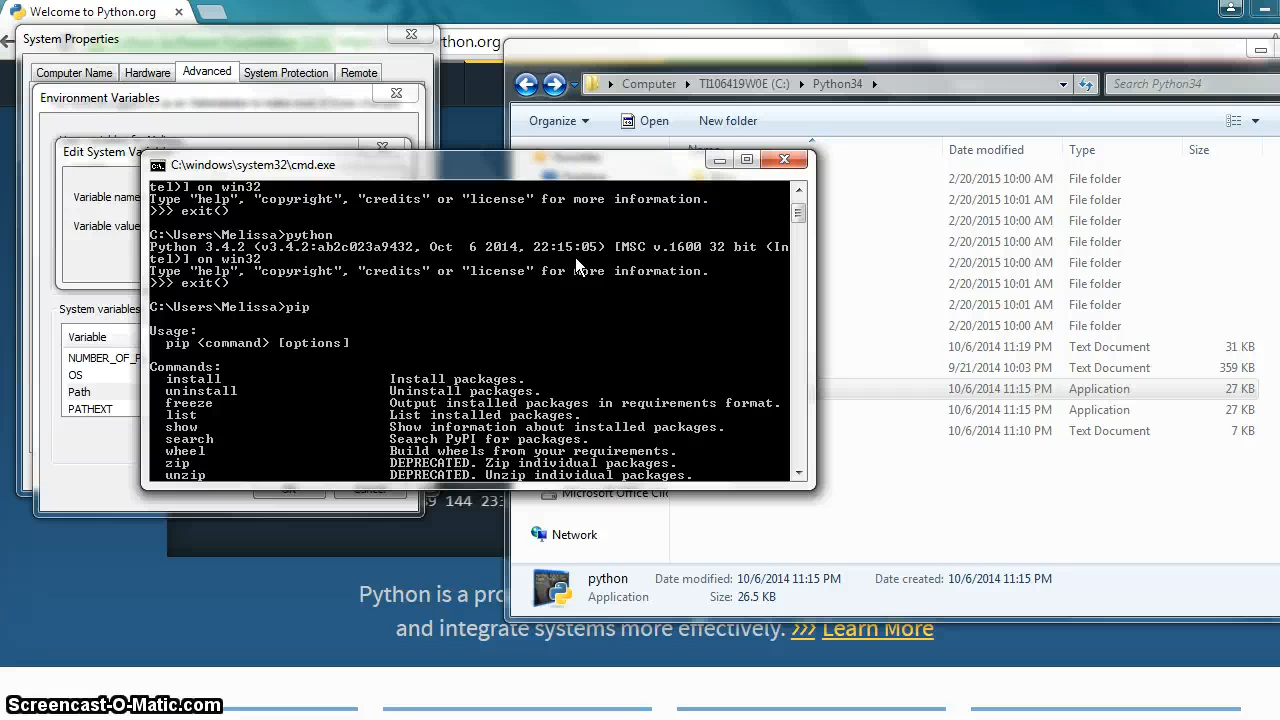 Welcome to Python.org
System Properties
thon.org
Computer Name
Hardware
Advanced
System Protection
Remote
Computer
TI106419W0E (C:)
Python34
Search Python34
Environment Variables
Organize
Open
New folder
Edit System
C:\windows\system32\cmd.exe
Date modified
Type
Size
Variable name
Variable value
tel)] on win32
Type "help", "copyright", "credits" or "license" for more information.
>>> exit()
C:\Users\Melissa>python
Python 3.4.2 (v3.4.2:ab2c023a9432, Oct  6 2014, 22:15:05) [MSC v.1600 32 bit (In
tel)] on win32
Type "help", "copyright", "credits" or "license" for more information.
>>> exit()
C:\Users\Melissa>pip
Usage:
pip <command> [options]
Commands:
install Install packages.
uninstall Uninstall packages.
freeze Output installed packages in requirements format.
list List installed packages.
show Show information about installed packages.
search Search PyPI for packages.
wheel Build wheels from your requirements.
zip DEPRECATED. Zip individual packages.
unzip DEPRECATED. Unzip individual packages.
System variables
Variable
NUMBER_OF_P
OS
Path
PATHEXT
2/20/2015 10:00 AM File folder
2/20/2015 10:00 AM File folder
2/20/2015 10:01 AM File folder
2/20/2015 10:00 AM File folder
2/20/2015 10:00 AM File folder
2/20/2015 10:01 AM File folder
2/20/2015 10:01 AM File folder
2/20/2015 10:00 AM File folder
10/6/2014 11:19 PM Text Document 31 KB
9/21/2014 10:03 PM Text Document 359 KB
10/6/2014 11:15 PM Application 27 KB
10/6/2014 11:15 PM Application 27 KB
10/6/2014 11:10 PM Text Document 7 KB
144 233
Microsoft Office Clic
Network
python Date modified: 10/6/2014 11:15 PM Date created: 10/6/2014 11:15 PM
Application Size: 26.5 KB
Python is a pro
and integrate systems more effectively. >>> Learn More
Screencast-O-Matic.com